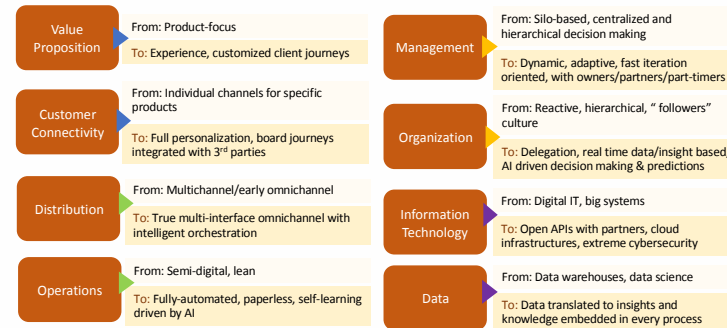 Value
Proposition
From: Product-focus
To: Experience, customized client journeys
Customer
Connectivity
From: Individual channels for specific
products
To: Full personalization, board journeys
integrated with 3rd parties
Distribution
From: Multichannel/early omnichannel
To: True multi-interface omnichannel with
intelligent orchestration
Operations
From: Semi-digital, lean
To: Fully-automated, paperless, self-learning
driven by AI
Management
From: Silo-based, centralized and
hierarchical decision making
To: Dynamic, adaptive, fast iteration
oriented, with owners/partners/part-timers
Organization
From: Reactive, hierarchical, “ followers”
culture
To: Delegation, real time data/insight based,
AI driven decision making & predictions
Information
Technology
From: Digital IT, big systems
To: Open APIs with partners, cloud
infrastructures, extreme cybersecurity
Data
From: Data warehouses, data science
To: Data translated to insights and
knowledge embedded in every process